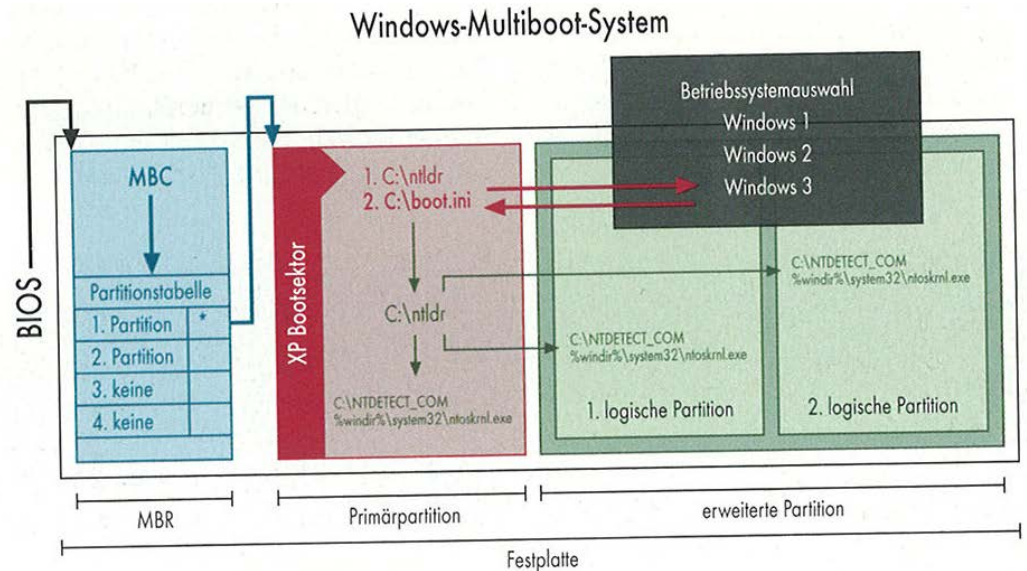 Windows-Multiboot-System
BIOS
MBC
Partitionstabelle
1. Partition *
2. Partition
3. keine
4. keine
XP Bootsektor
1. C:\ntldr
2. C:\boot.ini
C:\ntldr
C:\NTDETECT_COM
%windir%\system32\ntoskrnl.exe
Betriebssystemauswahl
Windows 1
Windows 2
Windows 3
C:\NTDETECT_COM
%windir%\system32\ntoskrnl.exe
1. logische Partition
C:\NTDETECT_COM
%windir%\system32\ntoskrnl.exe
2. logische Partition
MBR
Primärpartition
erweiterte Partition
Festplatte